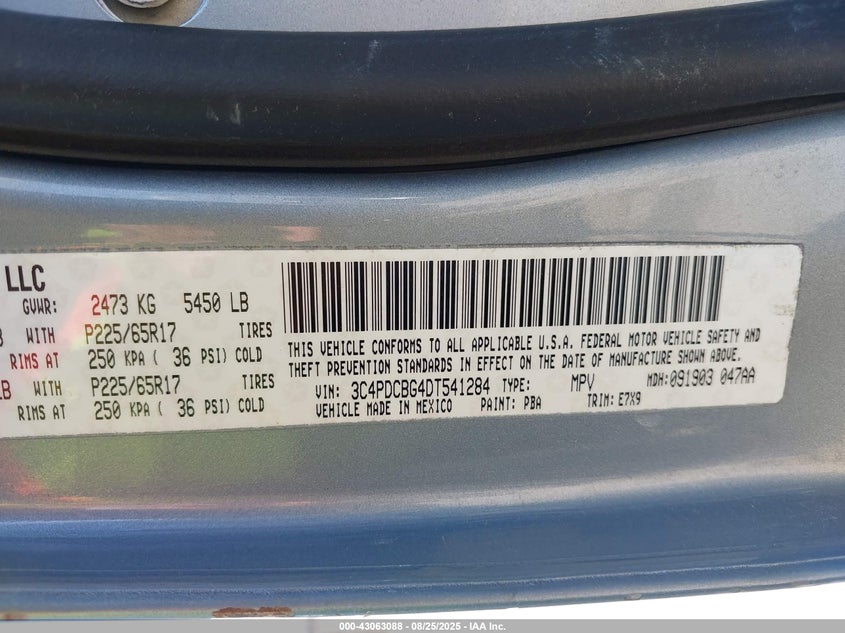 LLC
GVWR: 2473 KG 5450 LB
WITH P225/65R17 TIRES
RIMS AT 250 KPA ( 36 PSI) COLD
LB WITH P225/65R17 TIRES
RIMS AT 250 KPA ( 36 PSI) COLD
THIS VEHICLE CONFORMS TO ALL APPLICABLE U.S.A. FEDERAL MOTOR VEHICLE SAFETY AND
THEFT PREVENTION STANDARDS IN EFFECT ON THE DATE OF MANUFACTURE SHOWN ABOVE.
VIN: 3C4PDCBG4DT541284 TYPE: MPV MDH:091903 047AA
VEHICLE MADE IN MEXICO PAINT: PBA TRIM: E7X9
000-43063088 - 08/25/2025 - IAA Inc.